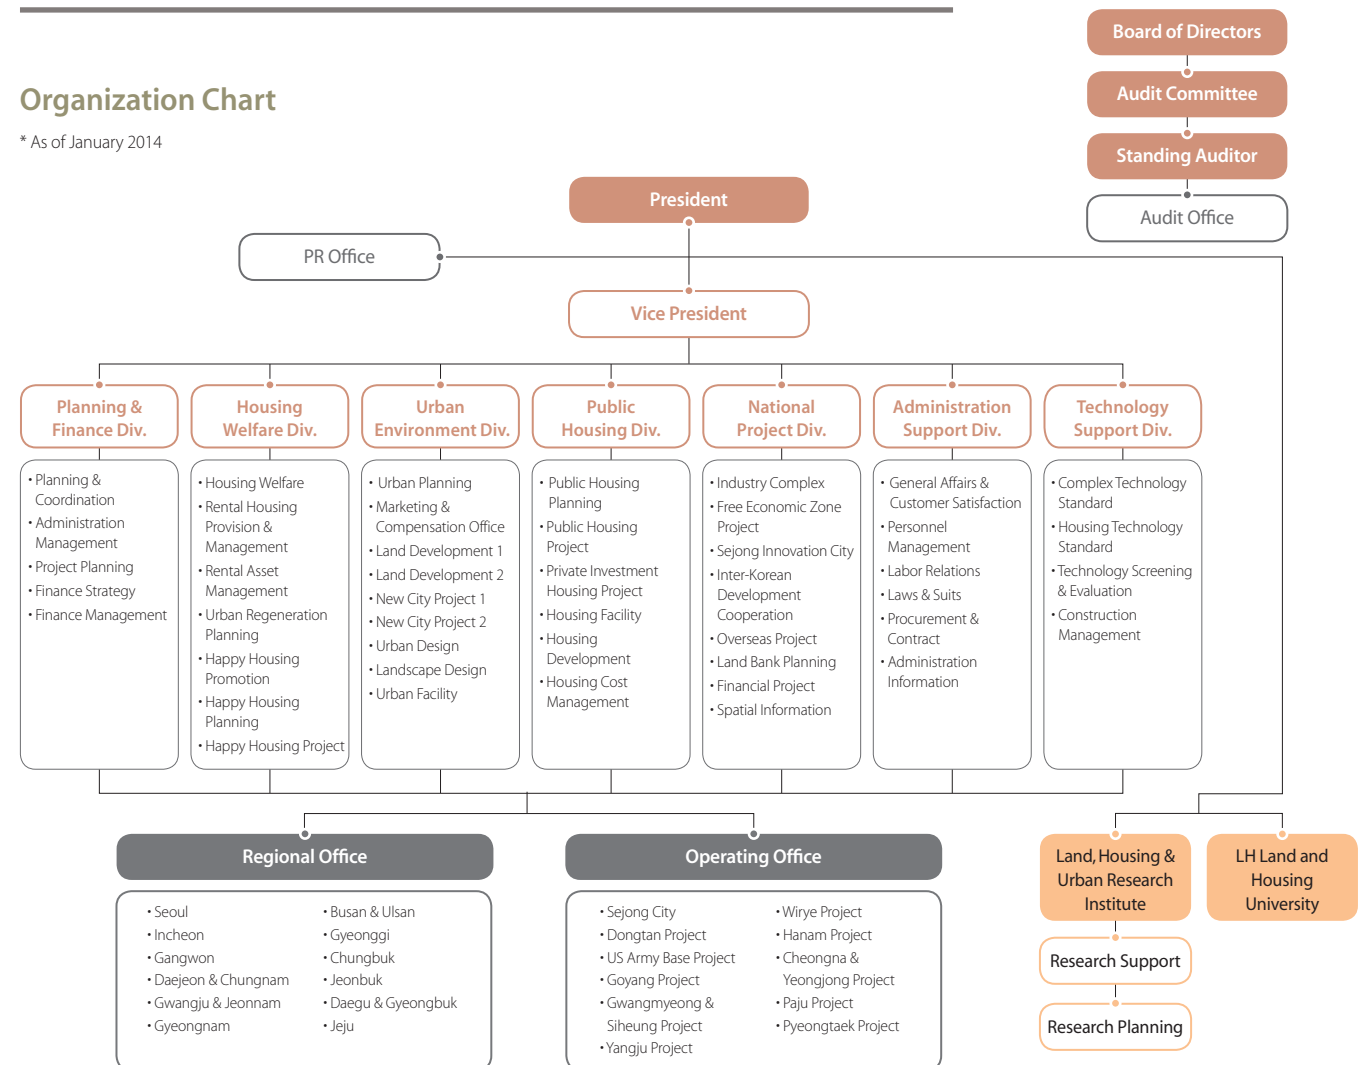 Organization Chart
* As of January 2014
Board of Directors
Audit Committee
Standing Auditor
Audit Office
President
PR Office
Vice President
Planning &
Finance Div.
• Planning &
Coordination
• Administration
Management
• Project Planning
• Finance Strategy
• Finance Management
Housing
Welfare Div.
• Housing Welfare
• Rental Housing
Provision &
Management
• Rental Asset
Management
• Urban Regeneration
Planning
• Happy Housing
Promotion
• Happy Housing
Planning
• Happy Housing Project
Urban
Environment Div.
• Urban Planning
• Marketing &
Compensation Office
• Land Development 1
• Land Development 2
• New City Project 1
• New City Project 2
• Urban Design
• Landscape Design
• Urban Facility
Public
Housing Div.
• Public Housing
Planning
• Public Housing
Project
• Private Investment
Housing Project
• Housing Facility
• Housing
Development
• Housing Cost
Management
National
Project Div.
• Industry Complex
• Free Economic Zone
Project
• Sejong Innovation City
• Inter-Korean
Development
Cooperation
• Overseas Project
• Land Bank Planning
• Financial Project
• Spatial Information
Administration
Support Div.
• General Affairs &
Customer Satisfaction
• Personnel
Management
• Labor Relations
• Laws & Suits
• Procurement &
Contract
• Administration
Information
Technology
Support Div.
• Complex Technology
Standard
• Housing Technology
Standard
• Technology Screening
& Evaluation
• Construction
Management
Regional Office
• Seoul
• Incheon
• Gangwon
• Daejeon & Chungnam
• Gwangju & Jeonnam
• Gyeongnam
• Busan & Ulsan
• Gyeonggi
• Chungbuk
• Jeonbuk
• Daegu & Gyeongbuk
• Jeju
Operating Office
• Sejong City
• Dongtan Project
• US Army Base Project
• Goyang Project
• Gwangmyeong &
Siheung Project
• Yangju Project
• Wirye Project
• Hanam Project
• Cheongna &
Yeongjong Project
• Paju Project
• Pyeongtaek Project
Land, Housing &
Urban Research
Institute
Research Support
Research Planning
LH Land and
Housing
University